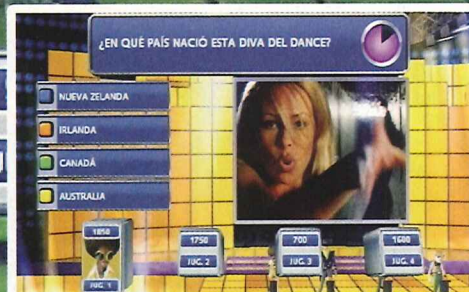 ¿EN QUÉ PAÍS NACIÓ ESTA DIVA DEL DANCE?
NUEVA ZELANDA
IRLANDA
CANADÁ
AUSTRALIA
1850
JUG. 1
1750
JUG. 2
700
JUG. 3
1600
JUG. 4